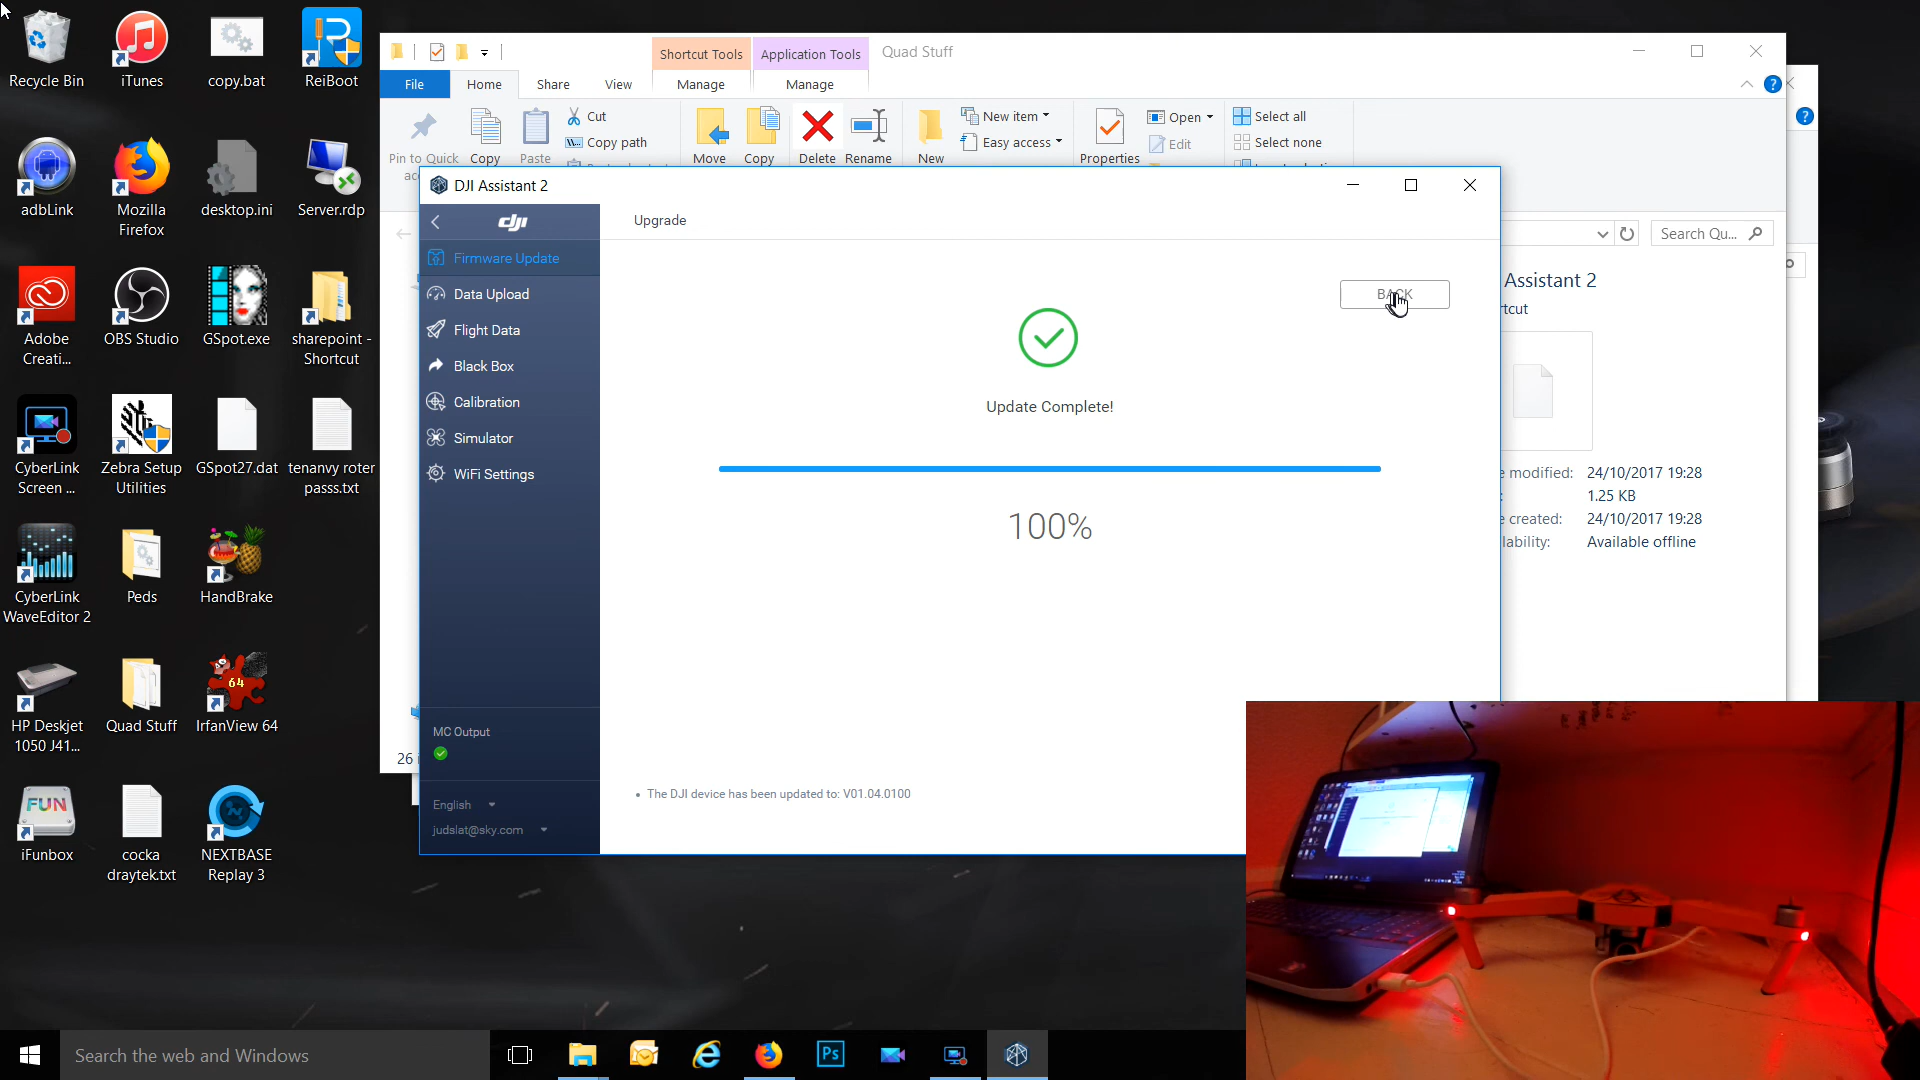 Recycle Bin
iTunes
copy.bat
ReiBoot
adbLink
Mozilla
Firefox
desktop.ini
Server.rdp
Adobe
Creati...
OBS Studio
GSpot.exe
sharepoint -
Shortcut
CyberLink
Screen ...
Zebra Setup
Utilities
GSpot27.dat
tenanvy roter
passs.txt
CyberLink
WaveEditor 2
Peds
HandBrake
64
HP Deskjet
1050 J41...
Quad Stuff
IrfanView 64
FUN
iFunbox
cocka
draytek.txt
NEXTBASE
Replay 3
Shortcut Tools
Application Tools
Quad Stuff
File
Home
Share
View
Manage
Manage
Pin to Quick
Copy
Paste
Cut
Copy path
Move
Copy
Delete
Rename
New
New item
Easy access
Properties
Open
Edit
Select all
Select none
Search Qu...
Assistant 2
24/10/2017 19:28
1.25 KB
created:
24/10/2017 19:28
Available offline
26
DJI Assistant 2
dji
Upgrade
Firmware Update
Data Upload
Flight Data
Black Box
Calibration
Simulator
WiFi Settings
BACK
Update Complete!
100%
MC Output
English
judslat@sky.com
• The DJI device has been updated to: V01.04.0100
Search the web and Windows
Ps